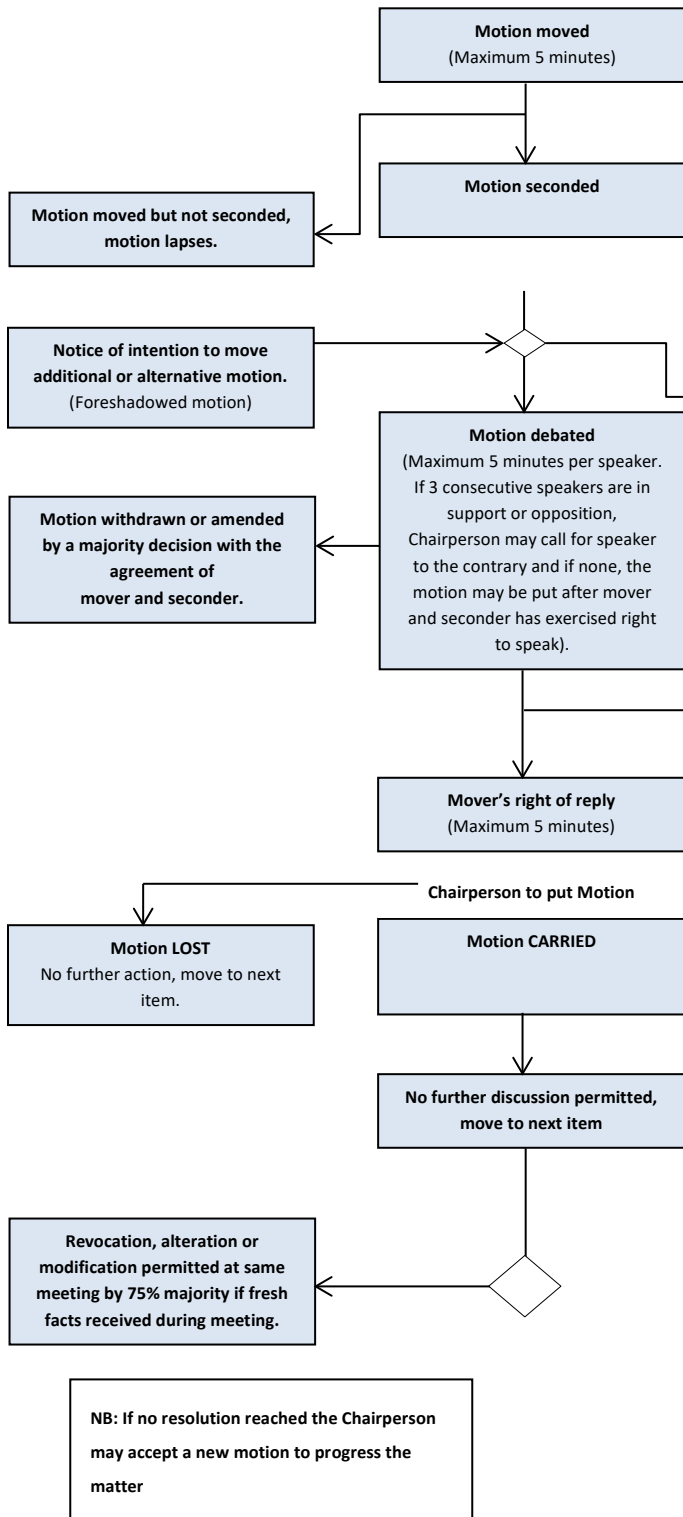 Motion moved
(Maximum 5 minutes)
Motion seconded
Motion moved but not seconded,
motion lapses.
Notice of intention to move
additional or alternative motion.
(Foreshadowed motion)
Motion debated
(Maximum 5 minutes per speaker.
If 3 consecutive speakers are in
support or opposition,
Chairperson may call for speaker
to the contrary and if none, the
motion may be put after mover
and seconder has exercised right
to speak).
Motion withdrawn or amended
by a majority decision with the
agreement of
mover and seconder.
Mover’s right of reply
(Maximum 5 minutes)
Chairperson to put Motion
Motion LOST
No further action, move to next
item.
Motion CARRIED
No further discussion permitted,
move to next item
Revocation, alteration or
modification permitted at same
meeting by 75% majority if fresh
facts received during meeting.
NB: If no resolution reached the Chairperson
may accept a new motion to progress the
matter